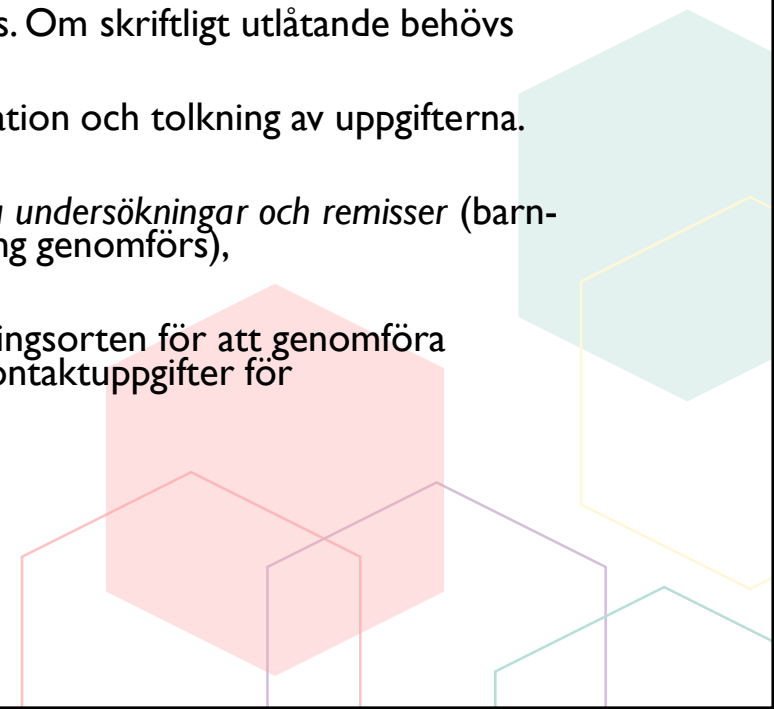 s. Om skriftligt utlåtande behövs
ation och tolkning av uppgifterna.
undersökningar och remisser (barn-
ng genomförs),
ingsorten för att genomföra
ontaktuppgifter för